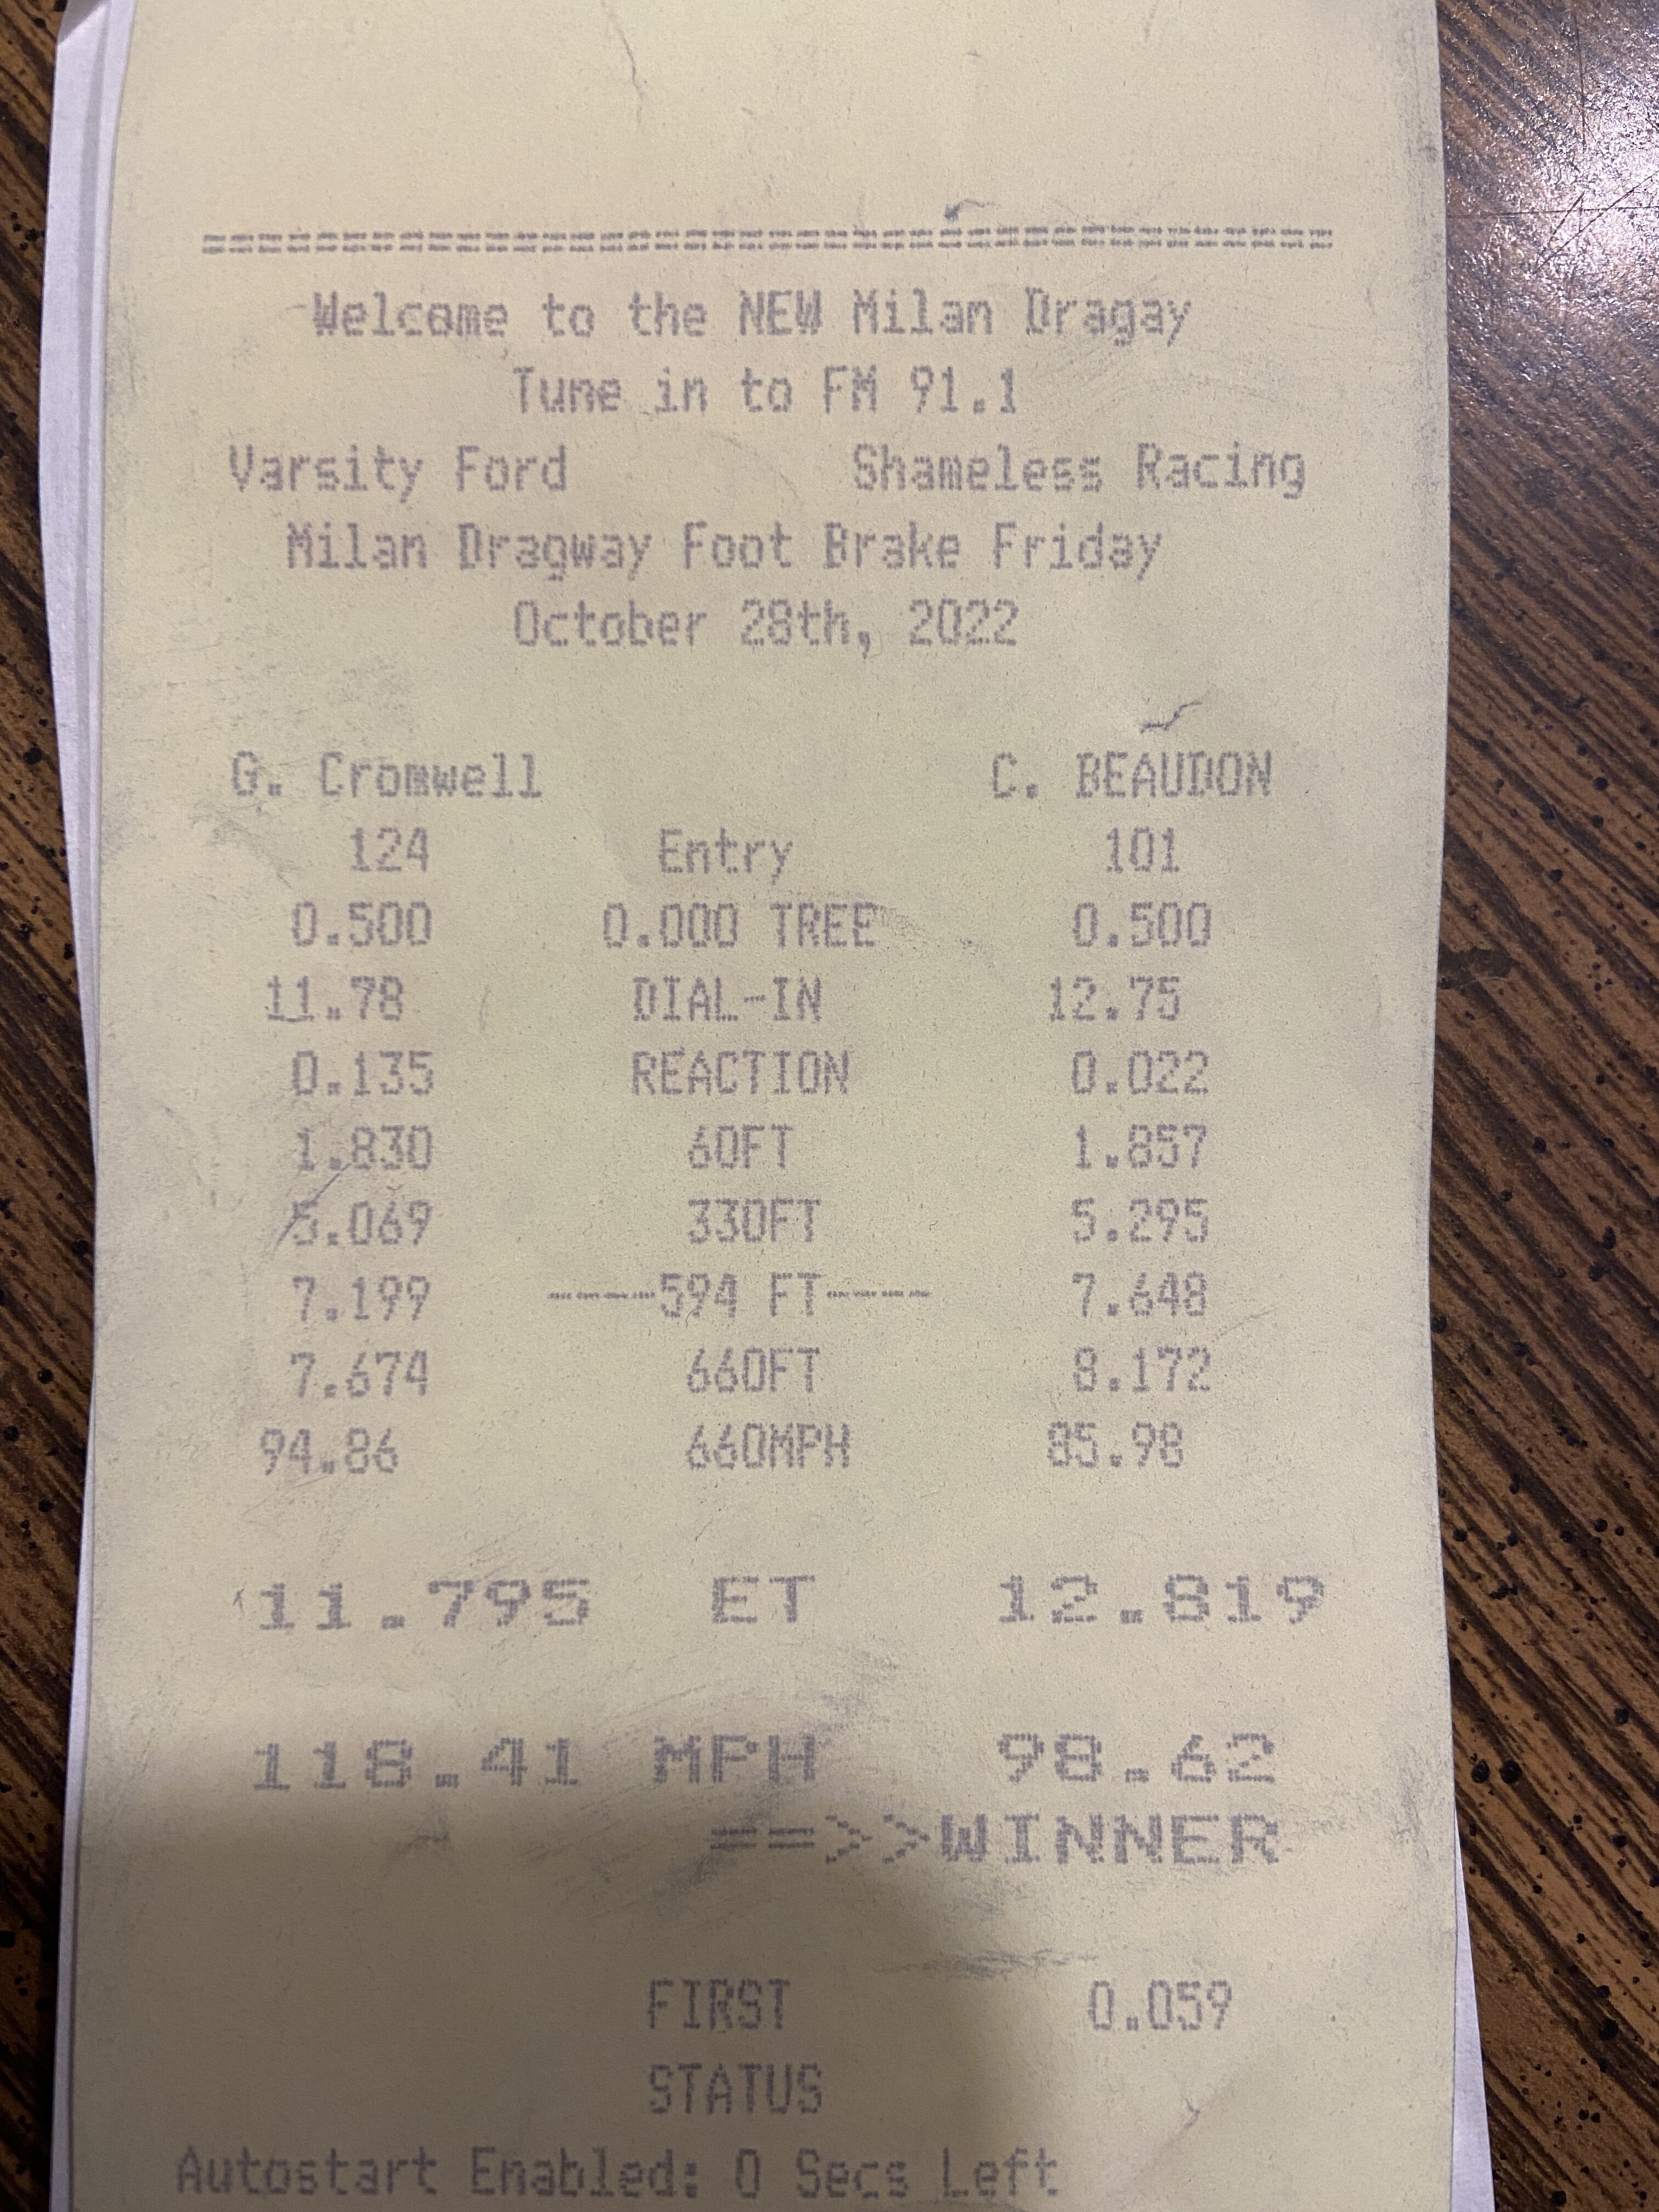 ==================================================
Welcome to the NEW Milan Dragay
Tune in to FM 91.1
Varsity Ford Shameless Racing
Milan Dragway Foot Brake Friday
October 28th, 2022
G. Cromwell C. BEAUDON
124 Entry 101
0.500 0.000 TREE 0.500
11.78 DIAL-IN 12.75
0.135 REACTION 0.022
1.830 60FT 1.857
5.069 330FT 5.295
7.199 ----594 FT---- 7.648
7.674 660FT 8.172
94.86 660MPH 85.98
11.795 ET 12.819
118.41 MPH 98.62
==>>WINNER
FIRST 0.059
STATUS
Autostart Enabled: 0 Secs Left